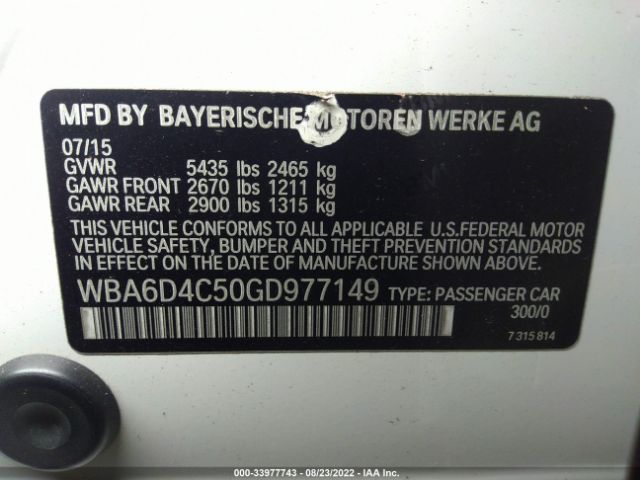 MFD BY BAYERISCHE MOTOREN WERKE AG
07/15
GVWR 5435 lbs 2465 kg
GAWR FRONT 2670 lbs 1211 kg
GAWR REAR 2900 lbs 1315 kg
THIS VEHICLE CONFORMS TO ALL APPLICABLE U.S.FEDERAL MOTOR
VEHICLE SAFETY, BUMPER AND THEFT PREVENTION STANDARDS
IN EFFECT ON THE DATE OF MANUFACTURE SHOWN ABOVE.
WBA6D4C50GD977149 TYPE: PASSENGER CAR
300/0
7 315 814
© COPART: 000-33977743 - 08/23/2022 - IAA Inc.